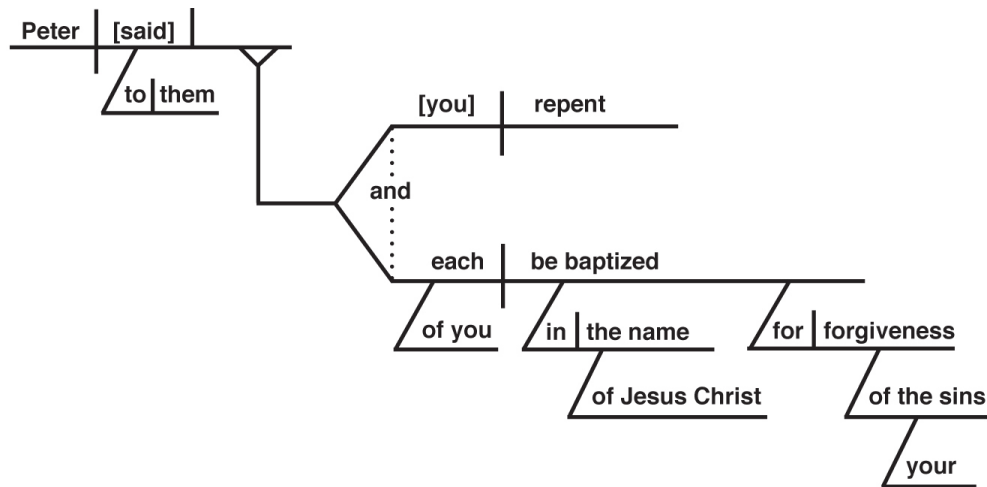 Peter [said]
to them
[you] repent
and
each be baptized
of you in the name for forgiveness
of Jesus Christ of the sins
your